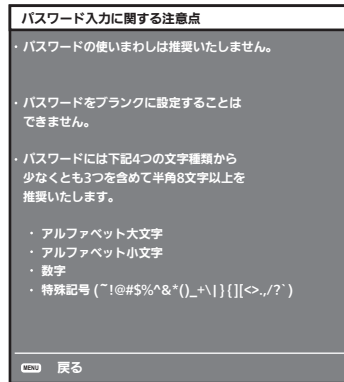 パスワード入力に関する注意点
・パスワードの使いまわしは推奨いたしません。
・パスワードをブランクに設定することは
できません。
・パスワードには下記4つの文字種類から
少なくとも3つを含めて半角8文字以上を
推奨いたします。
・ アルファベット大文字
・ アルファベット小文字
・ 数字
・ 特殊記号 (~!@#$%^&*()_+\|}{][<>.,/?`)
MENU 戻る